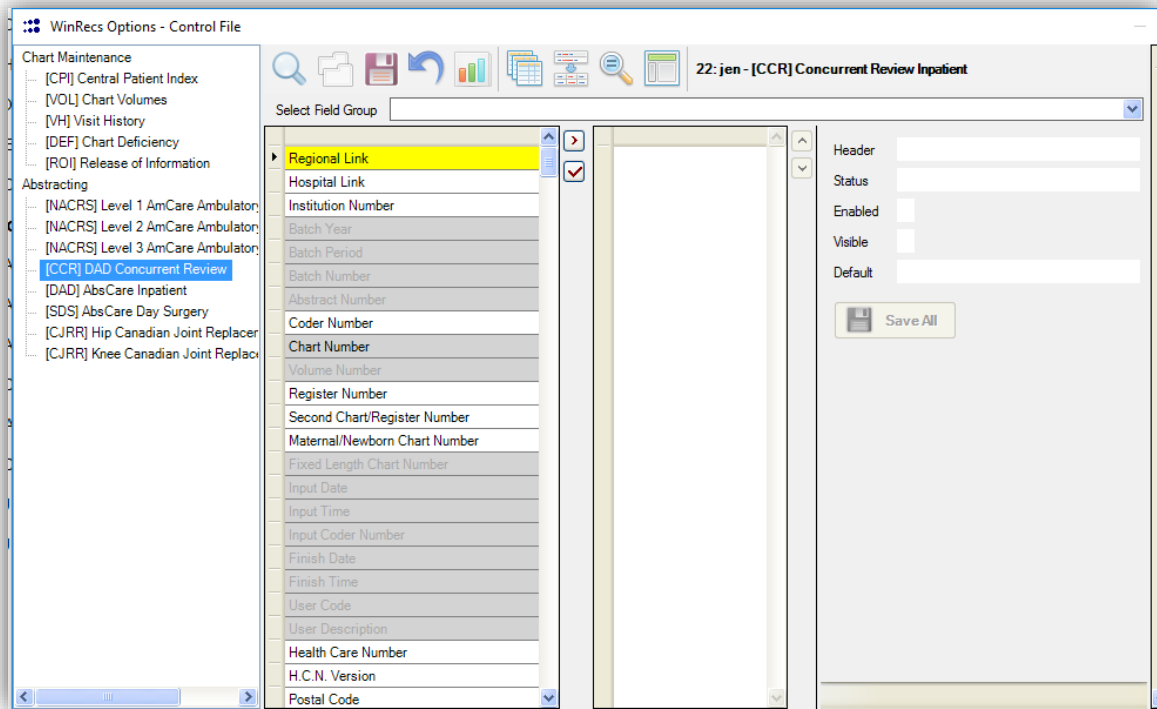 WinRecs Options - Control File
Chart Maintenance
[CPI] Central Patient Index
[VOL] Chart Volumes
[VH] Visit History
[DEF] Chart Deficiency
[ROI] Release of Information
Abstracting
[NACRS] Level 1 AmCare Ambulatory
[NACRS] Level 2 AmCare Ambulatory
[NACRS] Level 3 AmCare Ambulatory
[CCR] DAD Concurrent Review
[DAD] AbsCare Inpatient
[SDS] AbsCare Day Surgery
[CJRR] Hip Canadian Joint Replacer
[CJRR] Knee Canadian Joint Replace
22: jen - [CCR] Concurrent Review Inpatient
Select Field Group
Regional Link
Hospital Link
Institution Number
Batch Year
Batch Period
Batch Number
Abstract Number
Coder Number
Chart Number
Volume Number
Register Number
Second Chart/Register Number
Maternal/Newborn Chart Number
Fixed Length Chart Number
Input Date
Input Time
Input Coder Number
Finish Date
Finish Time
User Code
User Description
Health Care Number
H.C.N. Version
Postal Code
Header
Status
Enabled
Visible
Default
Save All